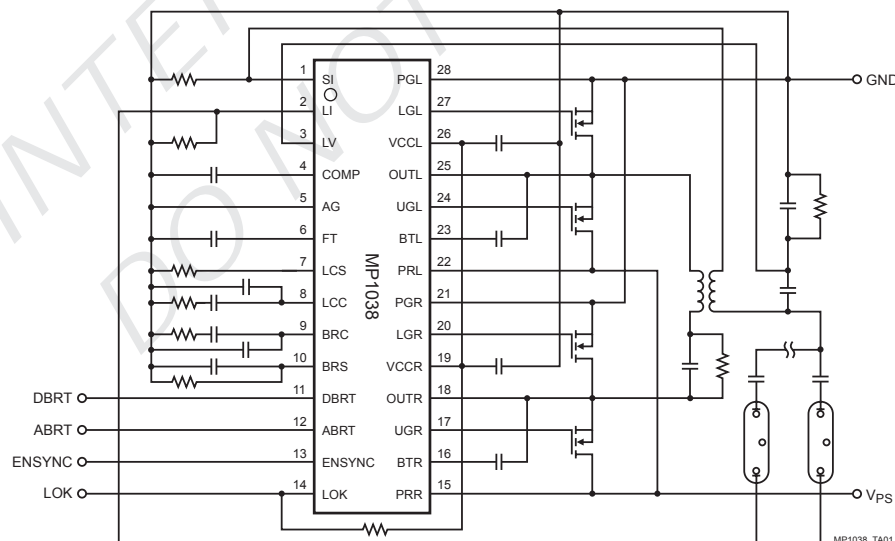 INTER
DO NOT
1 SI
2 LI
3 LV
4 COMP
5 AG
6 FT
7 LCS
8 LCC
9 BRC
10 BRS
11 DBRT
12 ABRT
13 ENSYNC
14 LOK
MP1038
PGL 28
LGL 27
VCCL 26
OUTL 25
UGL 24
BTL 23
PRL 22
PGR 21
LGR 20
VCCR 19
OUTR 18
UGR 17
BTR 16
PRR 15
DBRT
ABRT
ENSYNC
LOK
GND
VPS
MP1038_TA01